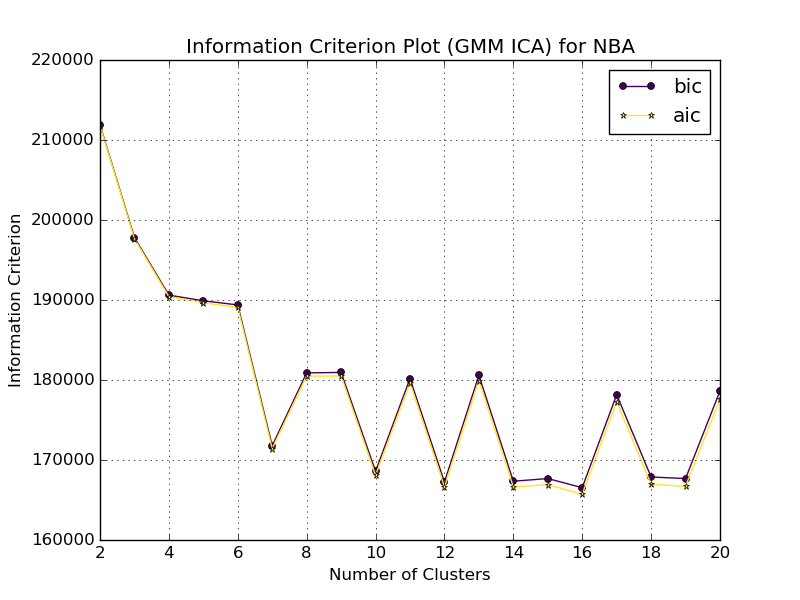 Information Criterion Plot (GMM ICA) for NBA
220000
210000
200000
190000
180000
170000
160000
Information Criterion
bic
aic
2 4 6 8 10 12 14 16 18 20
Number of Clusters